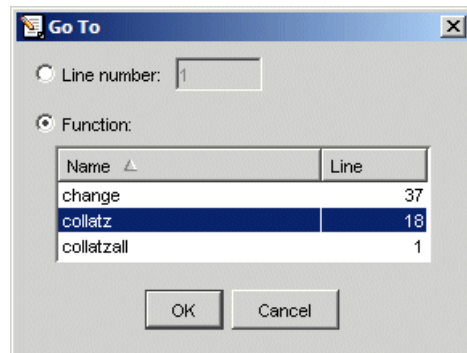 Go To
Line number: 1
Function:
Name Line
change 37
collatz 18
collatzall 1
OK Cancel